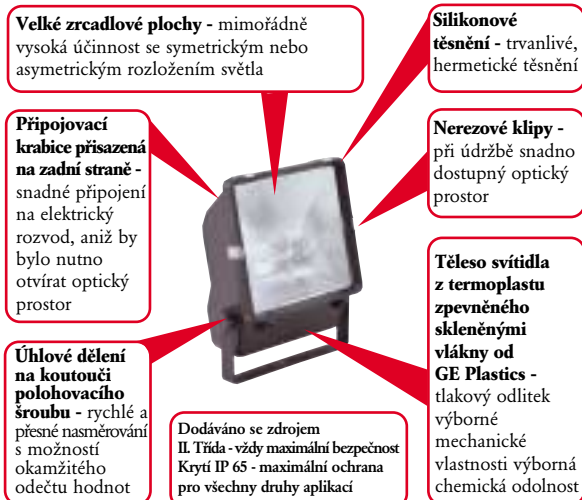 Velké zrcadlové plochy - mimořádně
vysoká účinnost se symetrickým nebo
asymetrickým rozložením světla
Silikonové
těsnění - trvanlivé,
hermetické těsnění
Připojovací
krabice přisazená
na zadní straně -
snadné připojení
na elektrický
rozvod, aniž by
bylo nutno
otvírat optický
prostor
Nerezové klipy -
při údržbě snadno
dostupný optický
prostor
Těleso svítidla
z termoplastu
zpevněného
skleněnými
vlákny od
GE Plastics -
tlakový odlitek
výborné
mechanické
vlastnosti výborná
chemická odolnost
Úhlové dělení
na koutouči
polohovacího
šroubu - rychlé a
přesné nasměrování
s možností
okamžitého
odečtu hodnot
Dodáváno se zdrojem
II. Třída - vždy maximální bezpečnost
Krytí IP 65 - maximální ochrana
pro všechny druhy aplikací